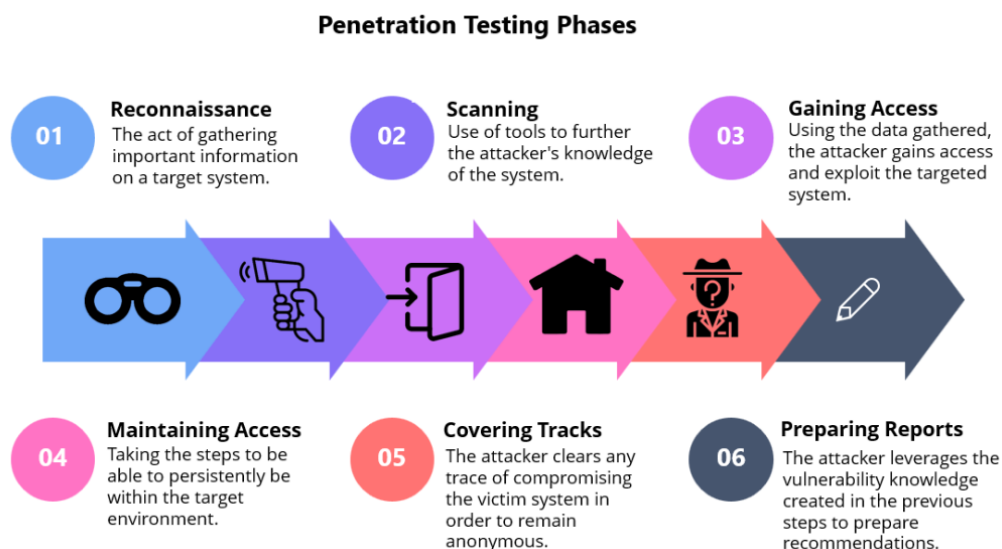 Penetration Testing Phases
01
Reconnaissance
The act of gathering
important information
on a target system.
02
Scanning
Use of tools to further
the attacker's knowledge
of the system.
03
Gaining Access
Using the data gathered,
the attacker gains access
and exploit the targeted
system.
?
04
Maintaining Access
Taking the steps to be
able to persistently be
within the target
environment.
05
Covering Tracks
The attacker clears any
trace of compromising
the victim system in
order to remain
anonymous.
06
Preparing Reports
The attacker leverages the
vulnerability knowledge
created in the previous
steps to prepare
recommendations.